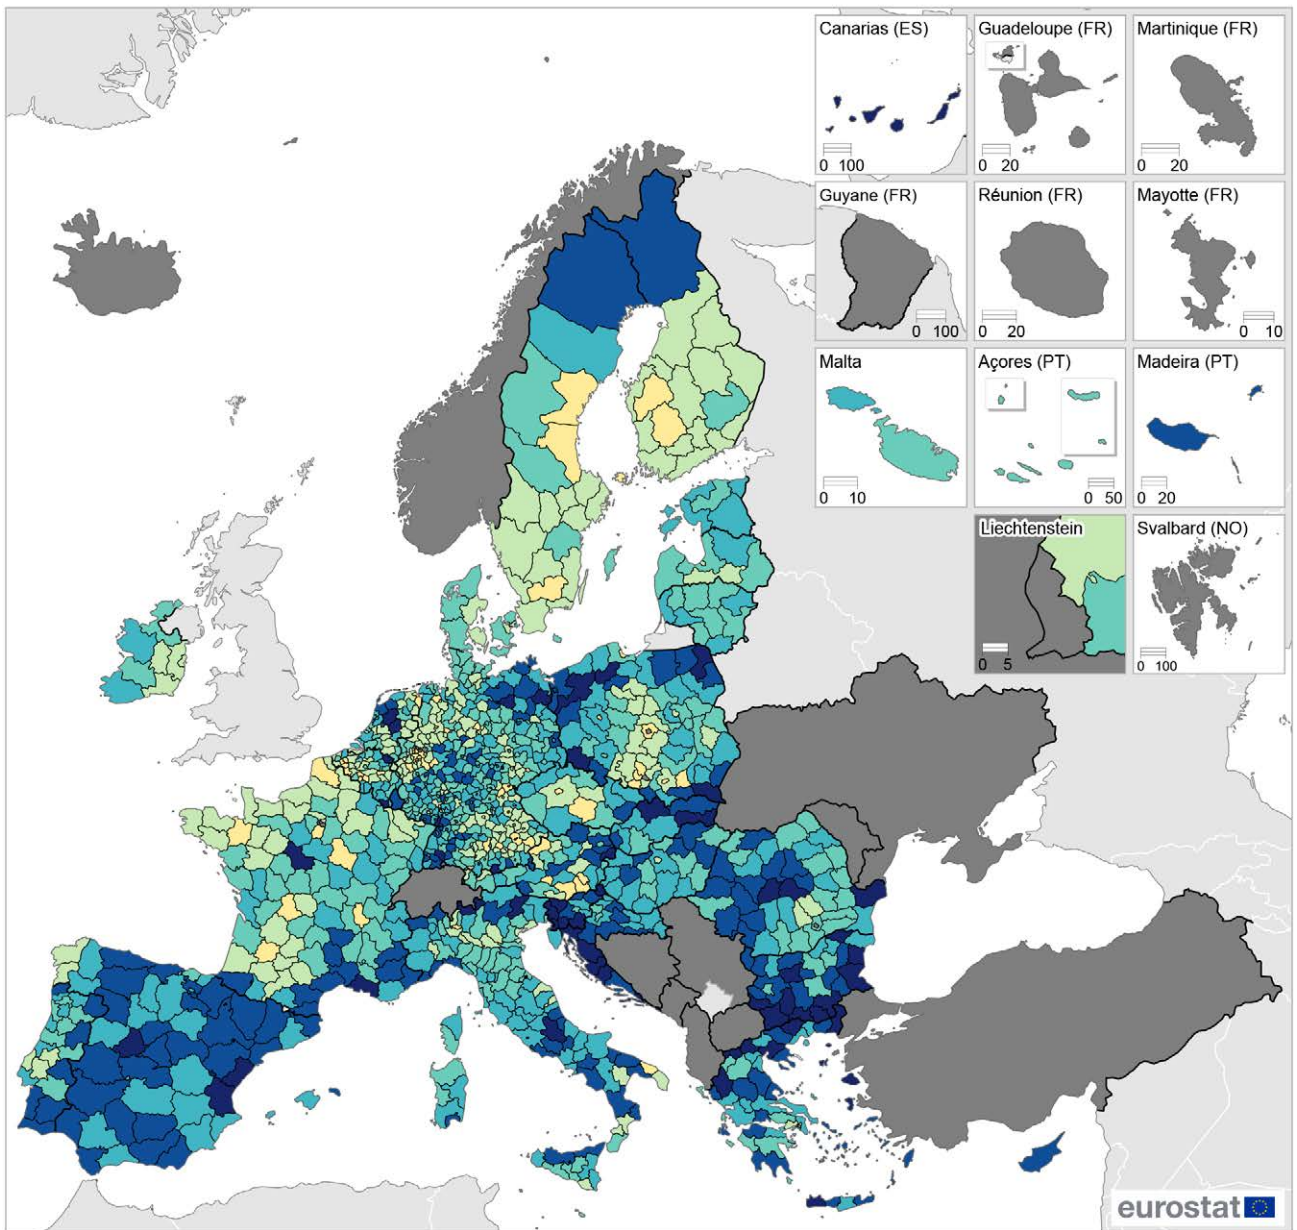 Canarias (ES)
0 100
Guadeloupe (FR)
0 20
Martinique (FR)
0 20
Guyane (FR)
0 100
Réunion (FR)
0 20
Mayotte (FR)
0 10
Malta
0 10
Açores (PT)
0 50
Madeira (PT)
0 20
Liechtenstein
0 5
Svalbard (NO)
0 100
eurostat